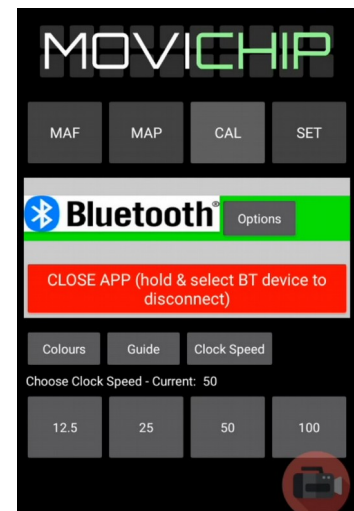 MOVICHIP
MAF MAP CAL SET
Bluetooth® Options
CLOSE APP (hold & select BT device to
disconnect)
Colours Guide Clock Speed
Choose Clock Speed - Current: 50
12.5 25 50 100